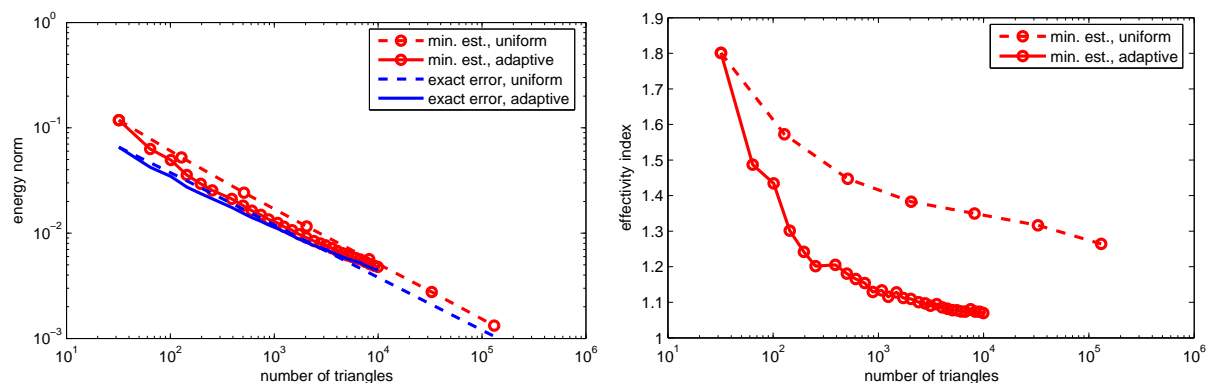 10^0
10^-1
10^-2
10^-3
energy norm
10^1 10^2 10^3 10^4 10^5 10^6
number of triangles
min. est., uniform
min. est., adaptive
exact error, uniform
exact error, adaptive
1.9
1.8
1.7
1.6
1.5
1.4
1.3
1.2
1.1
1
effectivity index
10^1 10^2 10^3 10^4 10^5 10^6
number of triangles
min. est., uniform
min. est., adaptive